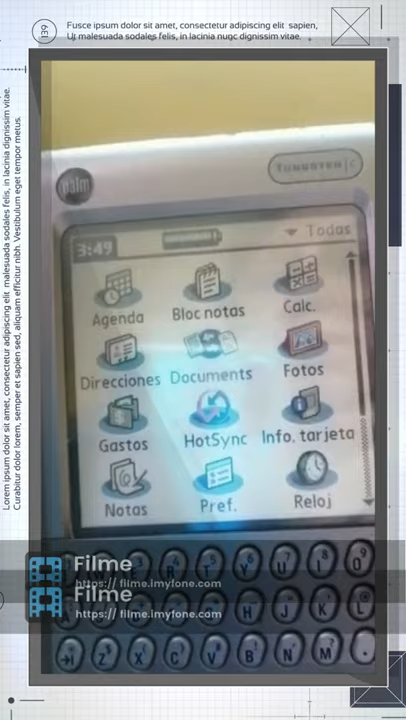 139
Fusce ipsum dolor sit amet, consectetur adipiscing elit sapien,
Ut malesuada sodales felis, in lacinia nunc dignissim vitae.
Lorem ipsum dolor sit amet, consectetur adipiscing elit malesuada sodales felis, in lacinia dignissim vitae.
Curabitur dolor lorem, semper et sapien sed, aliquam efficitur nibh. Vestibulum eget tempor metus.
palm
TUNGSTEN|C
3:49
Todas
Agenda
Bloc notas
Calc.
Direcciones
Documents
Fotos
Gastos
HotSync
Info. tarjeta
Notas
Pref.
Reloj
R T Y U I O
Filme
https:// filme.imyfone.com
Filme
https:// filme.imyfone.com
H J K L
Z X C V B N M .